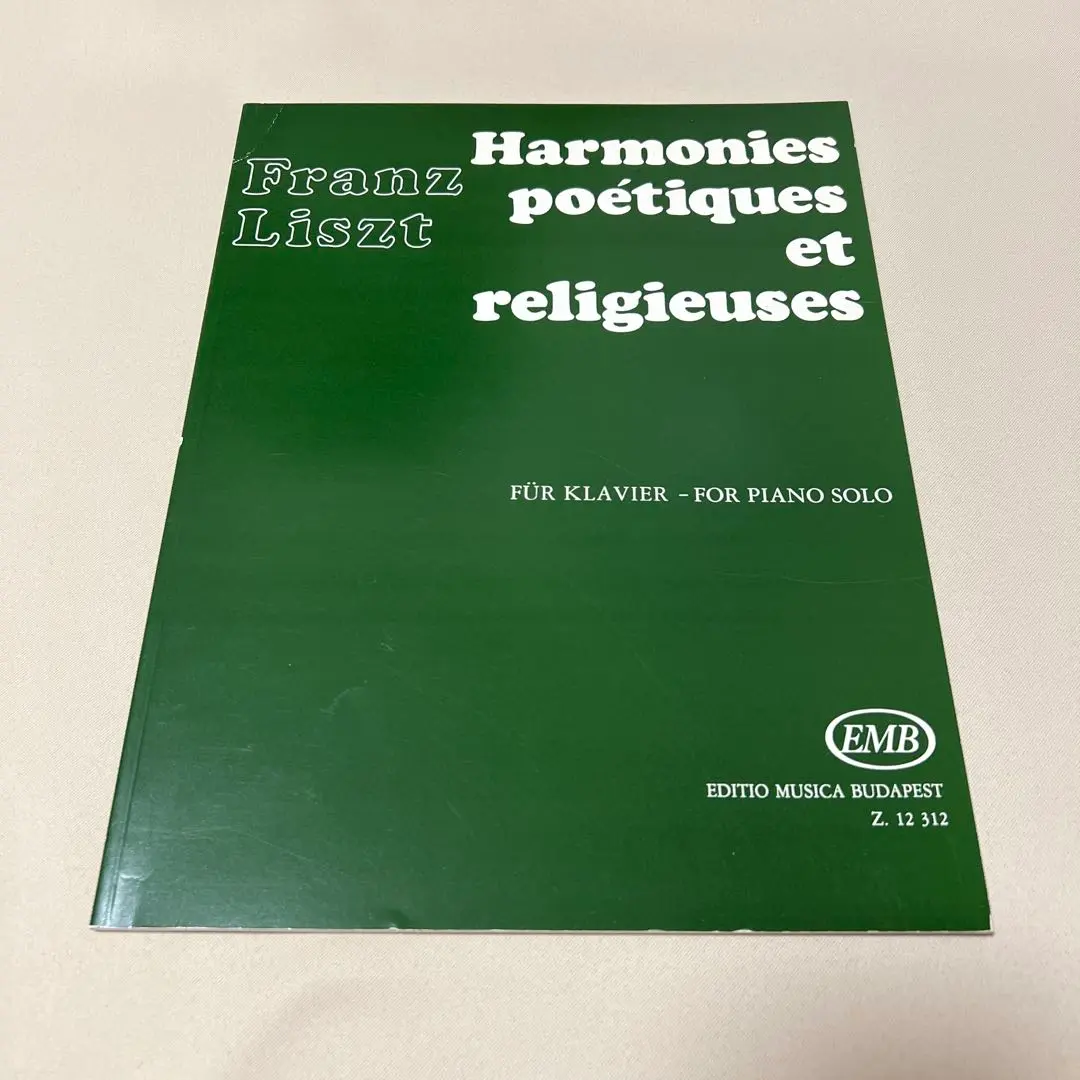 Franz
Liszt
Harmonies
poétiques
et
religieuses
FÜR KLAVIER – FOR PIANO SOLO
EMB
EDITIO MUSICA BUDAPEST
Z. 12 312